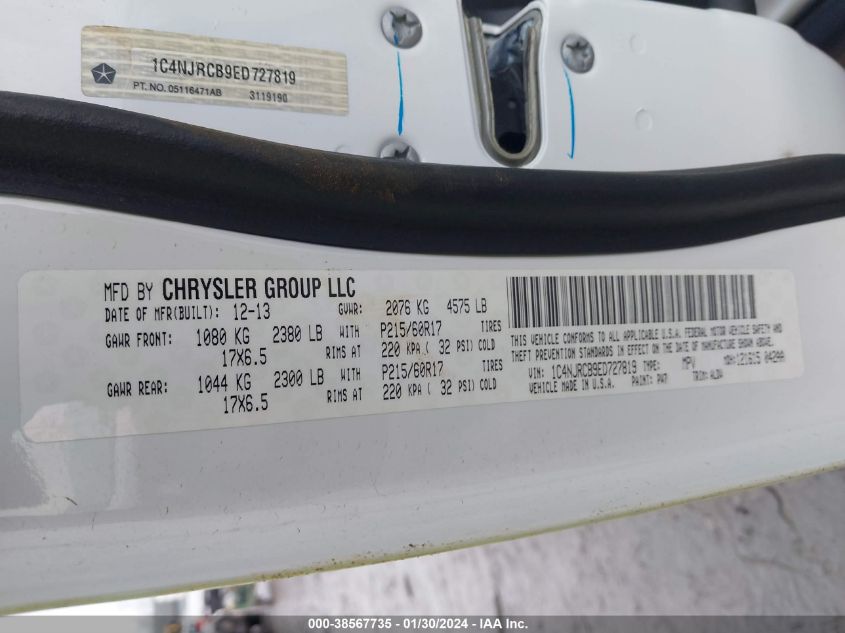 1C4NJRCB9ED727819
PT. NO. 05116471AB 3119190
MFD BY CHRYSLER GROUP LLC
DATE OF MFR(BUILT): 12-13 GVWR: 2076 KG 4575 LB
GAWR FRONT: 1080 KG 2380 LB WITH P215/60R17 TIRES
17X6.5 RIMS AT 220 KPA ( 32 PSI) COLD
GAWR REAR: 1044 KG 2300 LB WITH P215/60R17 TIRES
17X6.5 RIMS AT 220 KPA ( 32 PSI) COLD
THIS VEHICLE CONFORMS TO ALL APPLICABLE U.S.A. FEDERAL MOTOR VEHICLE SAFETY AND
THEFT PREVENTION STANDARDS IN EFFECT ON THE DATE OF MANUFACTURE SHOWN ABOVE.
VIN: 1C4NJRCB9ED727819 TYPE: MPV MDH:121619 042AA
VEHICLE MADE IN U.S.A. PAINT: PW7 TRIM: ALDV
000-38567735 - 01/30/2024 - IAA Inc.